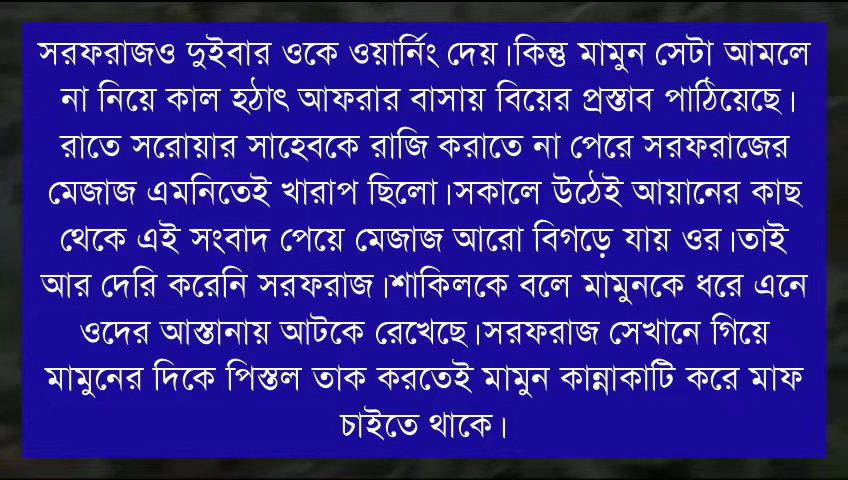 সরফরাজও দুইবার ওকে ওয়ার্নিং দেয়।কিন্তু মামুন সেটা আমলে
না নিয়ে কাল হঠাৎ আফরার বাসায় বিয়ের প্রস্তাব পাঠিয়েছে।
রাতে সরোয়ার সাহেবকে রাজি করাতে না পেরে সরফরাজের
মেজাজ এমনিতেই খারাপ ছিলো।সকালে উঠেই আয়ানের কাছ
থেকে এই সংবাদ পেয়ে মেজাজ আরো বিগড়ে যায় ওর।তাই
আর দেরি করেনি সরফরাজ।শাকিলকে বলে মামুনকে ধরে এনে
ওদের আস্তানায় আটকে রেখেছে।সরফরাজ সেখানে গিয়ে
মামুনের দিকে পিস্তল তাক করতেই মামুন কান্নাকাটি করে মাফ
চাইতে থাকে।